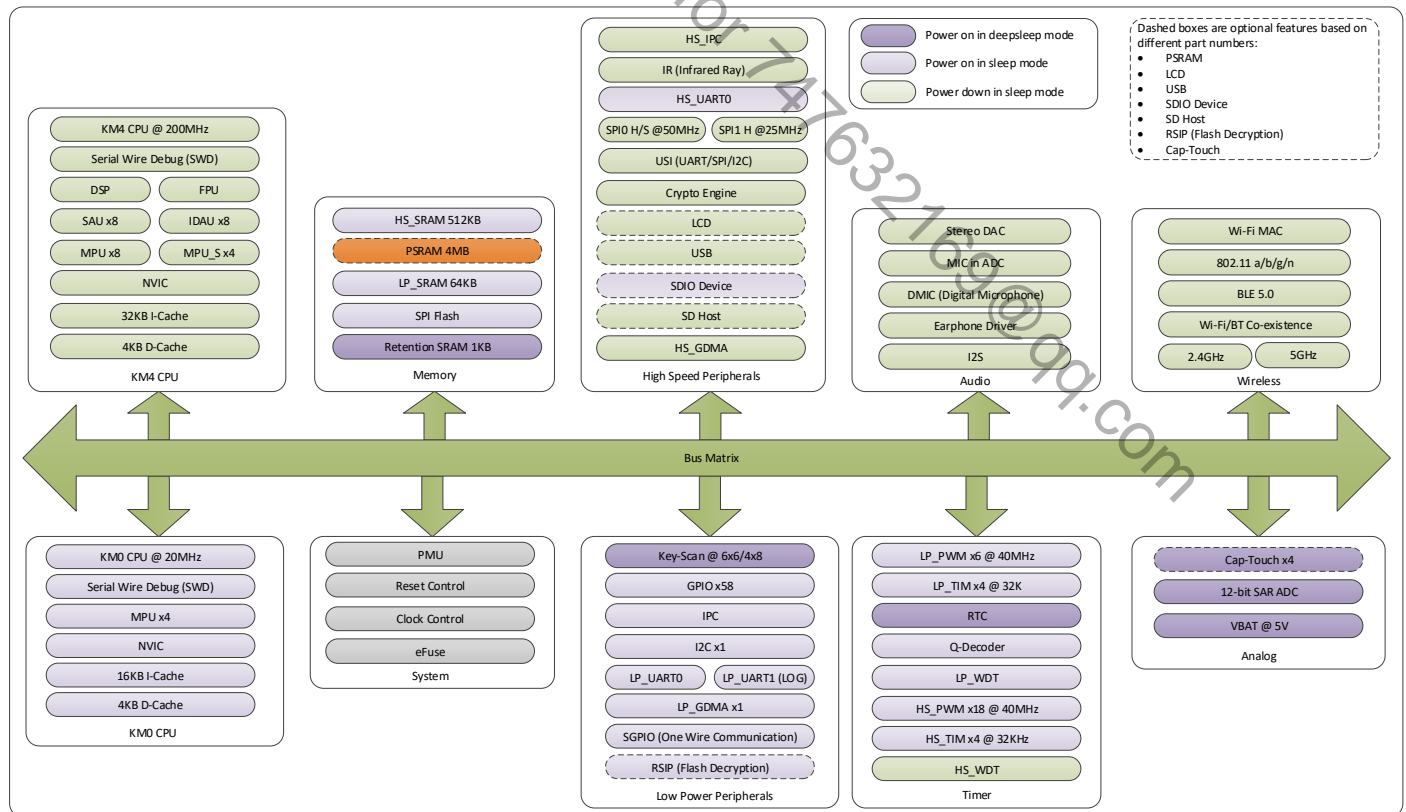 HS_IPC
IR (Infrared Ray)
HS_UART0
SPI0 H/S @50MHz
SPI1 H @25MHz
USI (UART/SPI/I2C)
Crypto Engine
LCD
USB
SDIO Device
SD Host
HS_GDMA
High Speed Peripherals
Power on in deepsleep mode
Power on in sleep mode
Power down in sleep mode
Dashed boxes are optional features based on
different part numbers:
• PSRAM
• LCD
• USB
• SDIO Device
• SD Host
• RSIP (Flash Decryption)
• Cap-Touch
KM4 CPU @ 200MHz
Serial Wire Debug (SWD)
DSP
FPU
SAU x8
IDAU x8
MPU x8
MPU_S x4
NVIC
32KB I-Cache
4KB D-Cache
KM4 CPU
HS_SRAM 512KB
PSRAM 4MB
LP_SRAM 64KB
SPI Flash
Retention SRAM 1KB
Memory
Stereo DAC
MIC in ADC
DMIC (Digital Microphone)
Earphone Driver
I2S
Audio
Wi-Fi MAC
802.11 a/b/g/n
BLE 5.0
Wi-Fi/BT Co-existence
2.4GHz
5GHz
Wireless
Bus Matrix
KM0 CPU @ 20MHz
Serial Wire Debug (SWD)
MPU x4
NVIC
16KB I-Cache
4KB D-Cache
KM0 CPU
PMU
Reset Control
Clock Control
eFuse
System
Key-Scan @ 6x6/4x8
GPIO x58
IPC
I2C x1
LP_UART0
LP_UART1 (LOG)
LP_GDMA x1
SGPIO (One Wire Communication)
RSIP (Flash Decryption)
Low Power Peripherals
LP_PWM x6 @ 40MHz
LP_TIM x4 @ 32K
RTC
Q-Decoder
LP_WDT
HS_PWM x18 @ 40MHz
HS_TIM x4 @ 32KHz
HS_WDT
Timer
Cap-Touch x4
12-bit SAR ADC
VBAT @ 5V
Analog
for 747632169@qq.com